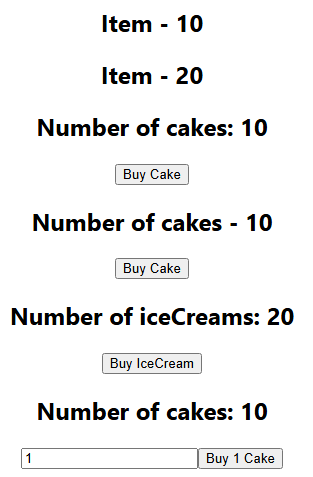 Item - 10
Item - 20
Number of cakes: 10
Buy Cake
Number of cakes - 10
Buy Cake
Number of iceCreams: 20
Buy IceCream
Number of cakes: 10
1 Buy 1 Cake